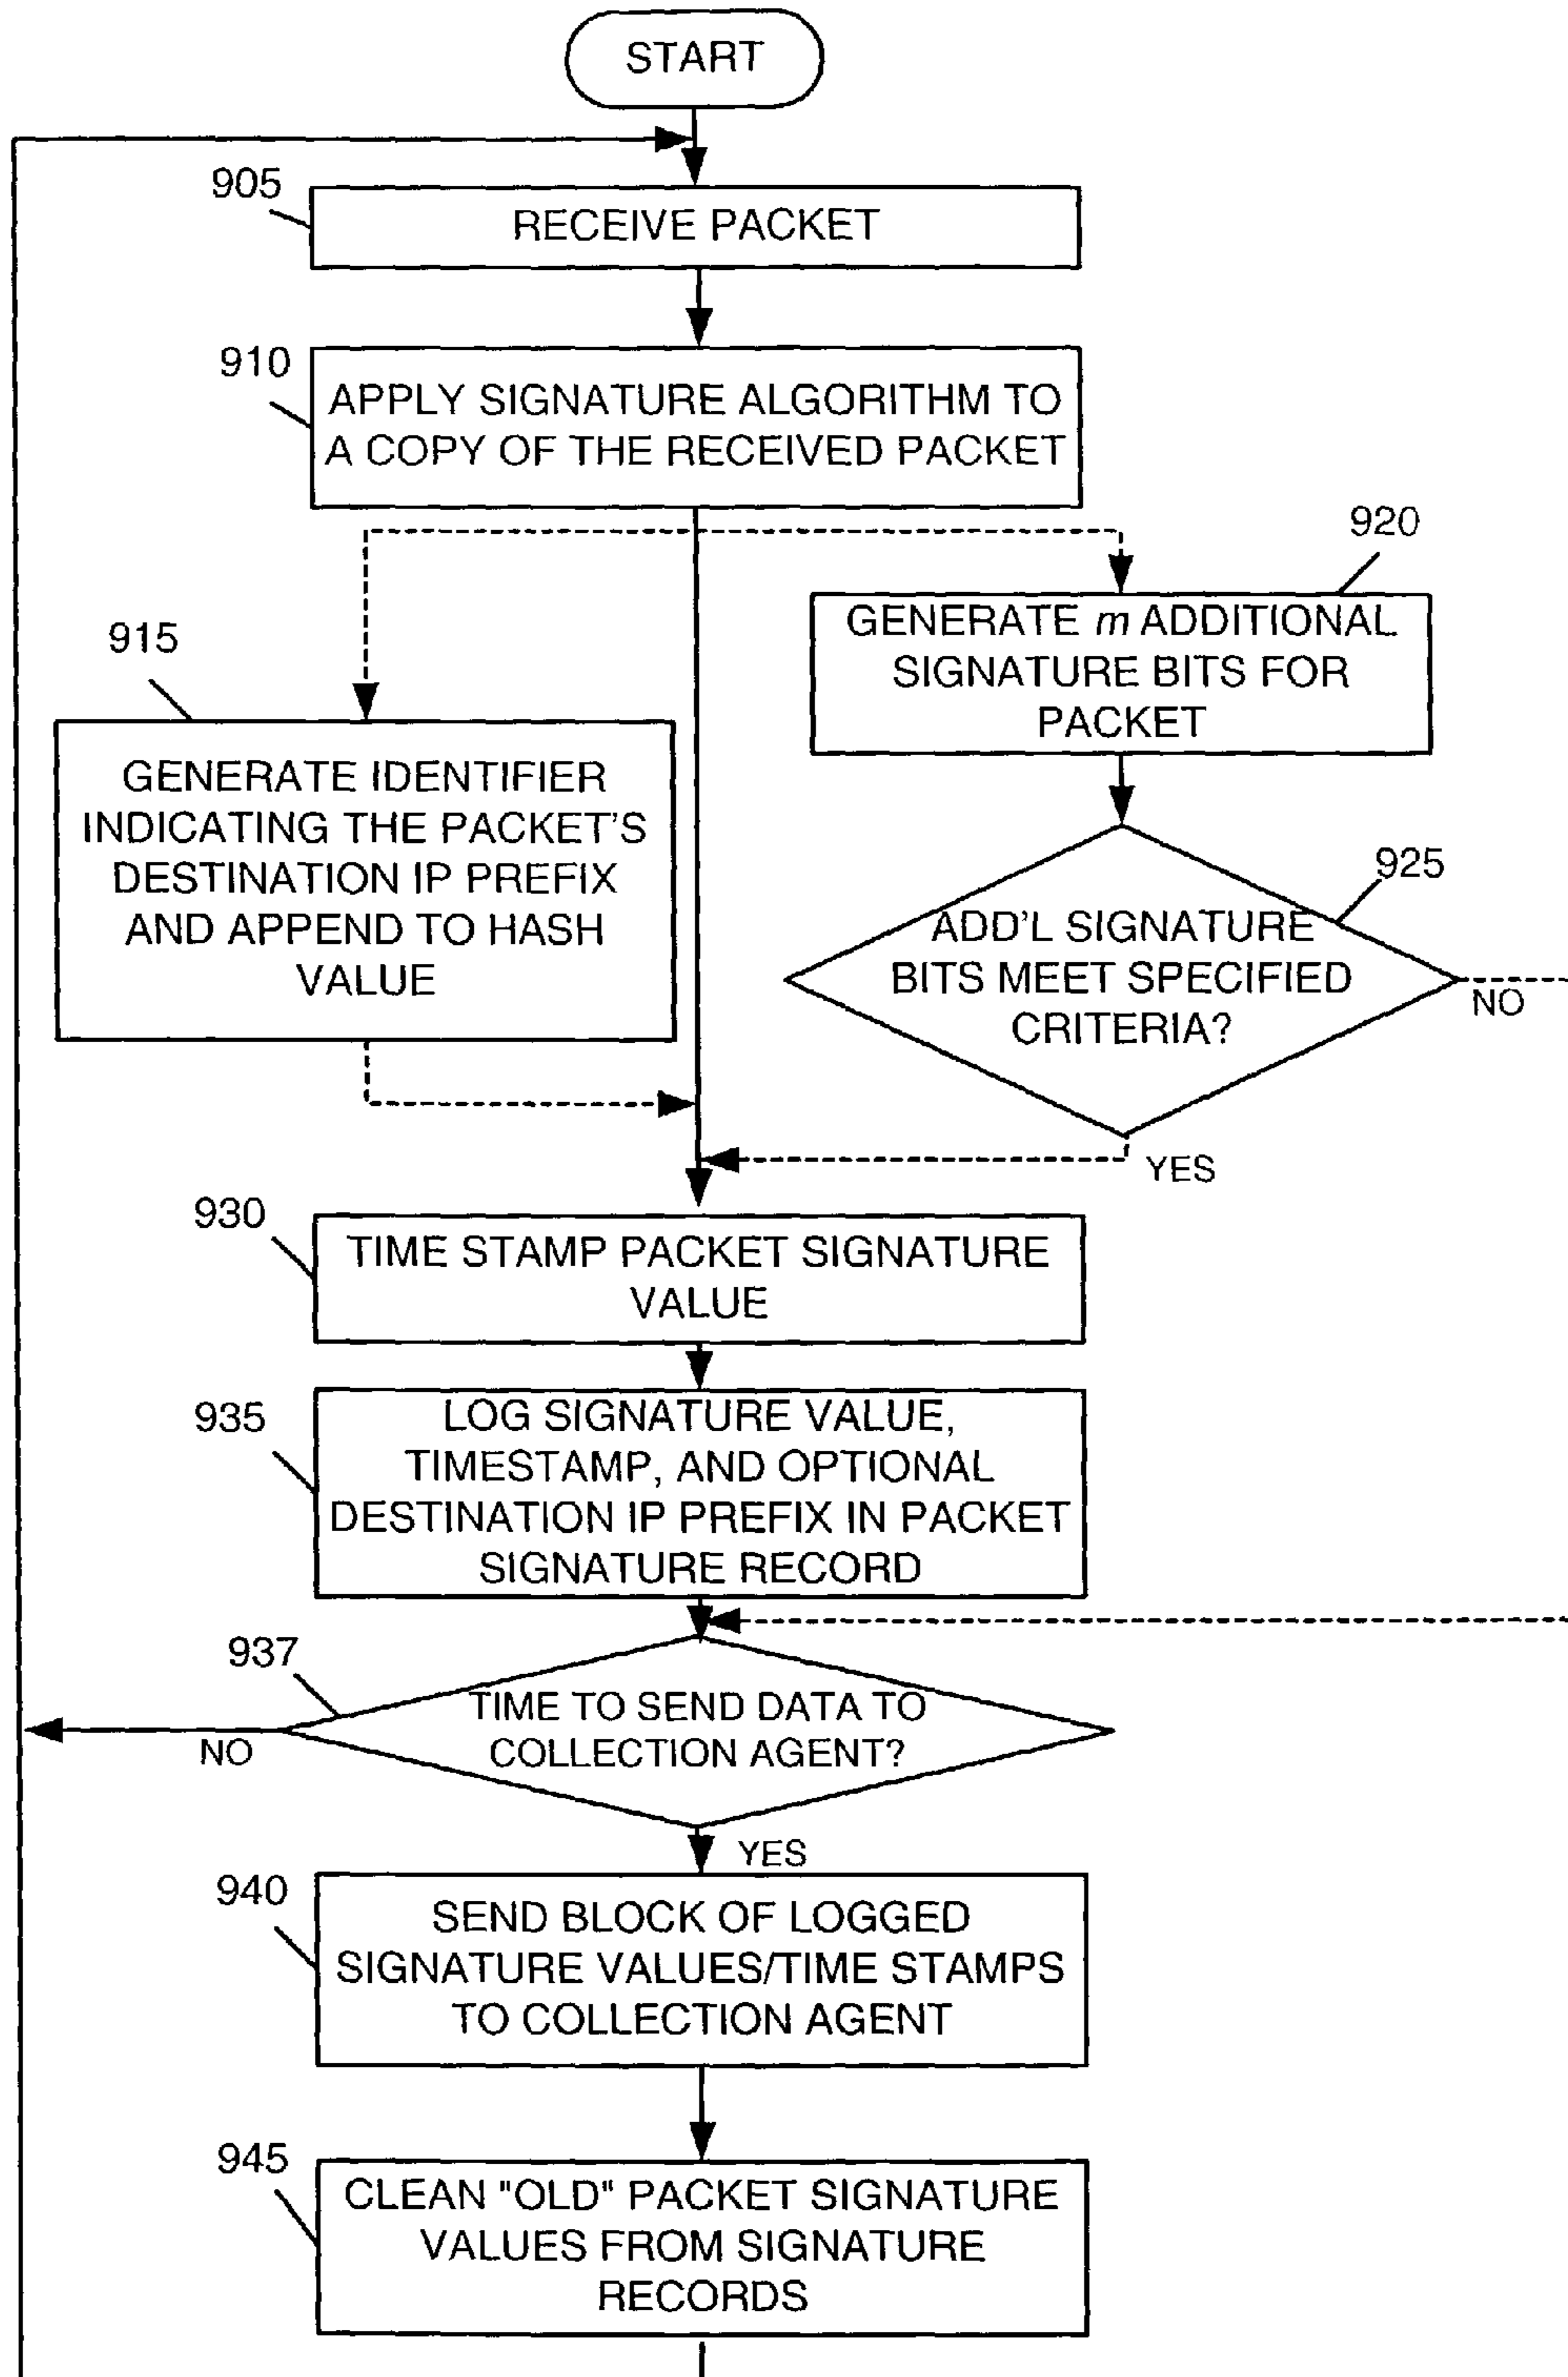 START
905
RECEIVE PACKET
910
APPLY SIGNATURE ALGORITHM TO
A COPY OF THE RECEIVED PACKET
920
GENERATE m ADDITIONAL
SIGNATURE BITS FOR
PACKET
915
GENERATE IDENTIFIER
INDICATING THE PACKET'S
DESTINATION IP PREFIX
AND APPEND TO HASH
VALUE
925
ADD'L SIGNATURE
BITS MEET SPECIFIED
CRITERIA?
NO
YES
930
TIME STAMP PACKET SIGNATURE
VALUE
935
LOG SIGNATURE VALUE,
TIMESTAMP, AND OPTIONAL
DESTINATION IP PREFIX IN PACKET
SIGNATURE RECORD
937
TIME TO SEND DATA TO
COLLECTION AGENT?
NO
YES
940
SEND BLOCK OF LOGGED
SIGNATURE VALUES/TIME STAMPS
TO COLLECTION AGENT
945
CLEAN "OLD" PACKET SIGNATURE
VALUES FROM SIGNATURE
RECORDS